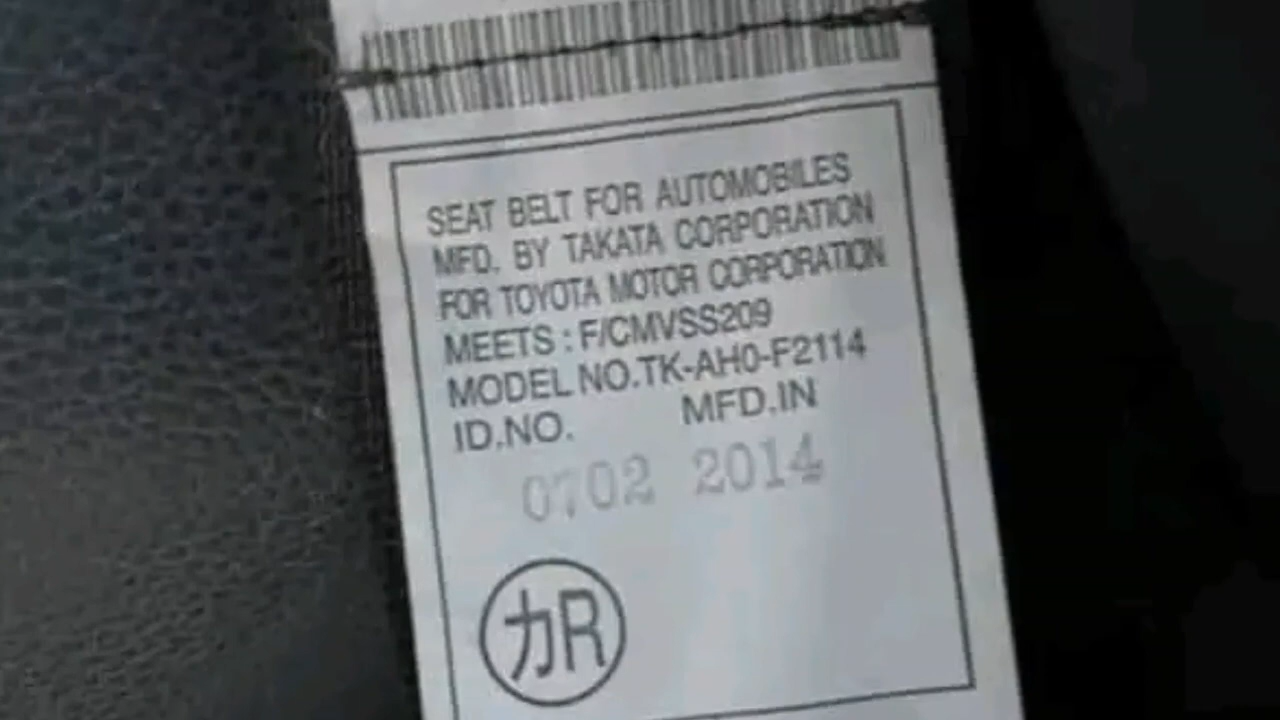 SEAT BELT FOR AUTOMOBILES
MFD. BY TAKATA CORPORATION
FOR TOYOTA MOTOR CORPORATION
MEETS : F/CMVSS209
MODEL NO.TK-AH0-F2114
ID.NO. MFD.IN
0702 2014
カR